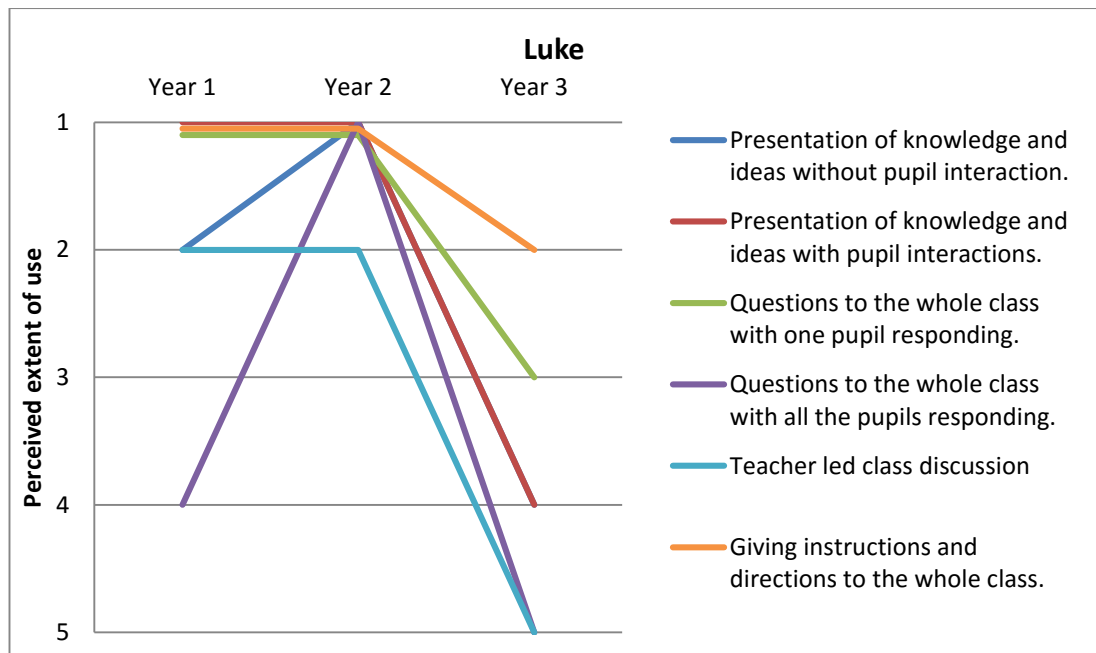 Luke
Year 1 Year 2 Year 3
1
2
3
4
5
Perceived extent of use
Presentation of knowledge and
ideas without pupil interaction.
Presentation of knowledge and
ideas with pupil interactions.
Questions to the whole class
with one pupil responding.
Questions to the whole class
with all the pupils responding.
Teacher led class discussion
Giving instructions and
directions to the whole class.